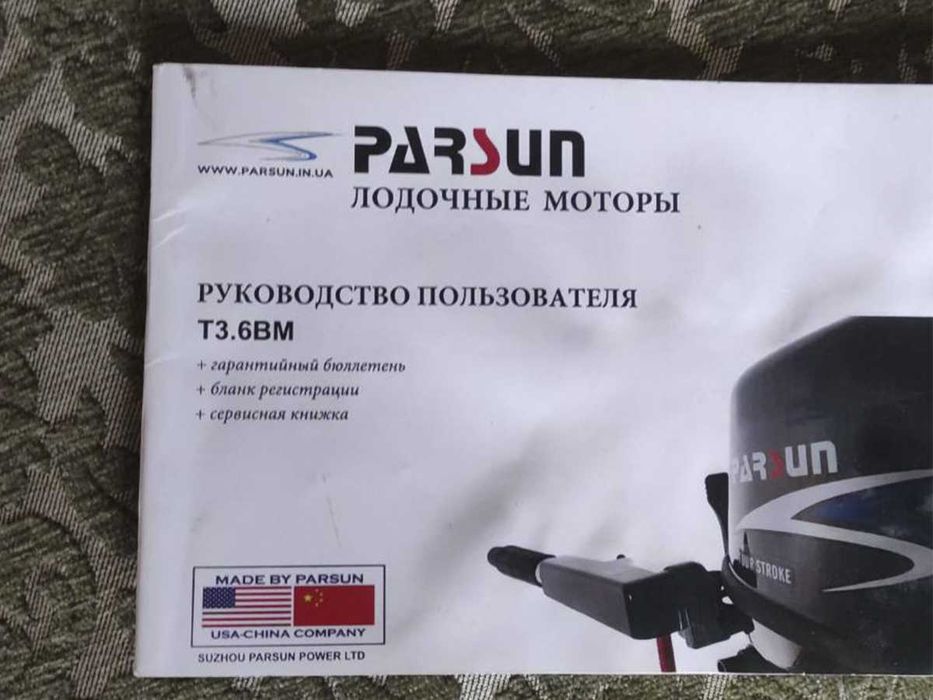 PARSUN
WWW.PARSUN.IN.UA
ЛОДОЧНЫЕ МОТОРЫ
РУКОВОДСТВО ПОЛЬЗОВАТЕЛЯ
T3.6BM
+ гарантийный бюллетень
+ бланк регистрации
+ сервисная книжка
PARSUN
STROKE
MADE BY PARSUN
USA-CHINA COMPANY
SUZHOU PARSUN POWER LTD